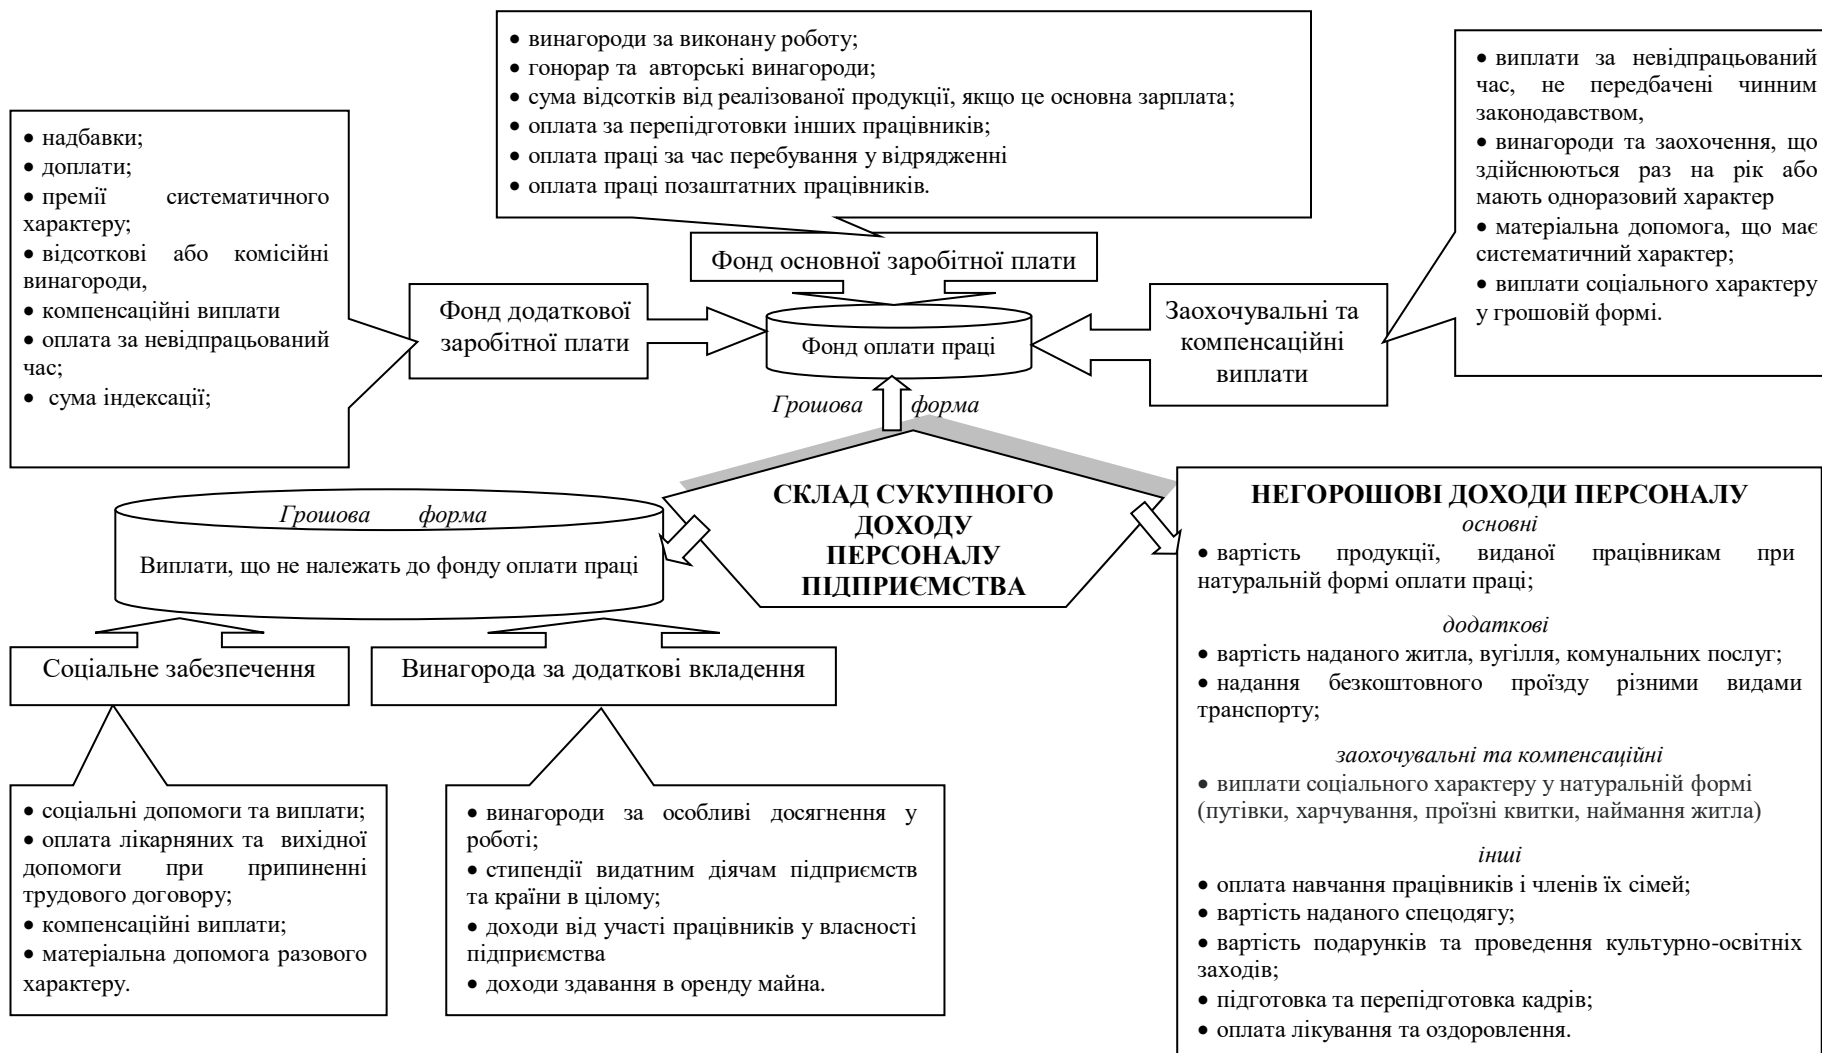 • винагороди за виконану роботу;
• гонорар та авторські винагороди;
• сума відсотків від реалізованої продукції, якщо це основна зарплата;
• оплата за перепідготовки інших працівників;
• оплата праці за час перебування у відрядженні
• оплата праці позаштатних працівників.
• виплати за невідпрацьований
час, не передбачені чинним
законодавством,
• винагороди та заохочення, що
здійснюються раз на рік або
мають одноразовий характер
• матеріальна допомога, що має
систематичний характер;
• виплати соціального характеру
у грошовій формі.
• надбавки;
• доплати;
• премії систематичного
характеру;
• відсоткові або комісійні
винагороди,
• компенсаційні виплати
• оплата за невідпрацьований
час;
• сума індексації;
Фонд основної заробітної плати
Фонд додаткової
заробітної плати
Фонд оплати праці
Заохочувальні та
компенсаційні
виплати
Грошова форма
СКЛАД СУКУПНОГО
ДОХОДУ
ПЕРСОНАЛУ
ПІДПРИЄМСТВА
Грошова форма
Виплати, що не належать до фонду оплати праці
Соціальне забезпечення
Винагорода за додаткові вкладення
• соціальні допомоги та виплати;
• оплата лікарняних та вихідної
допомоги при припиненні
трудового договору;
• компенсаційні виплати;
• матеріальна допомога разового
характеру.
• винагороди за особливі досягнення у
роботі;
• стипендії видатним діячам підприємств
та країни в цілому;
• доходи від участі працівників у власності
підприємства
• доходи здавання в оренду майна.
НЕГОРОШОВІ ДОХОДИ ПЕРСОНАЛУ
основні
• вартість продукції, виданої працівникам при
натуральній формі оплати праці;
додаткові
• вартість наданого житла, вугілля, комунальних послуг;
• надання безкоштовного проїзду різними видами
транспорту;
заохочувальні та компенсаційні
• виплати соціального характеру у натуральній формі
(путівки, харчування, проїзні квитки, наймання житла)
інші
• оплата навчання працівників і членів їх сімей;
• вартість наданого спецодягу;
• вартість подарунків та проведення культурно-освітніх
заходів;
• підготовка та перепідготовка кадрів;
• оплата лікування та оздоровлення.